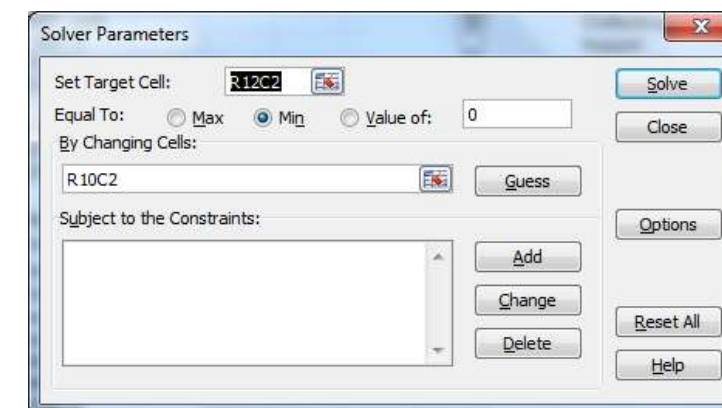 Solver Parameters
Set Target Cell: R12C2
Solve
Equal To: Max Min Value of: 0
Close
By Changing Cells:
R10C2
Guess
Subject to the Constraints:
Options
Add
Change
Reset All
Delete
Help